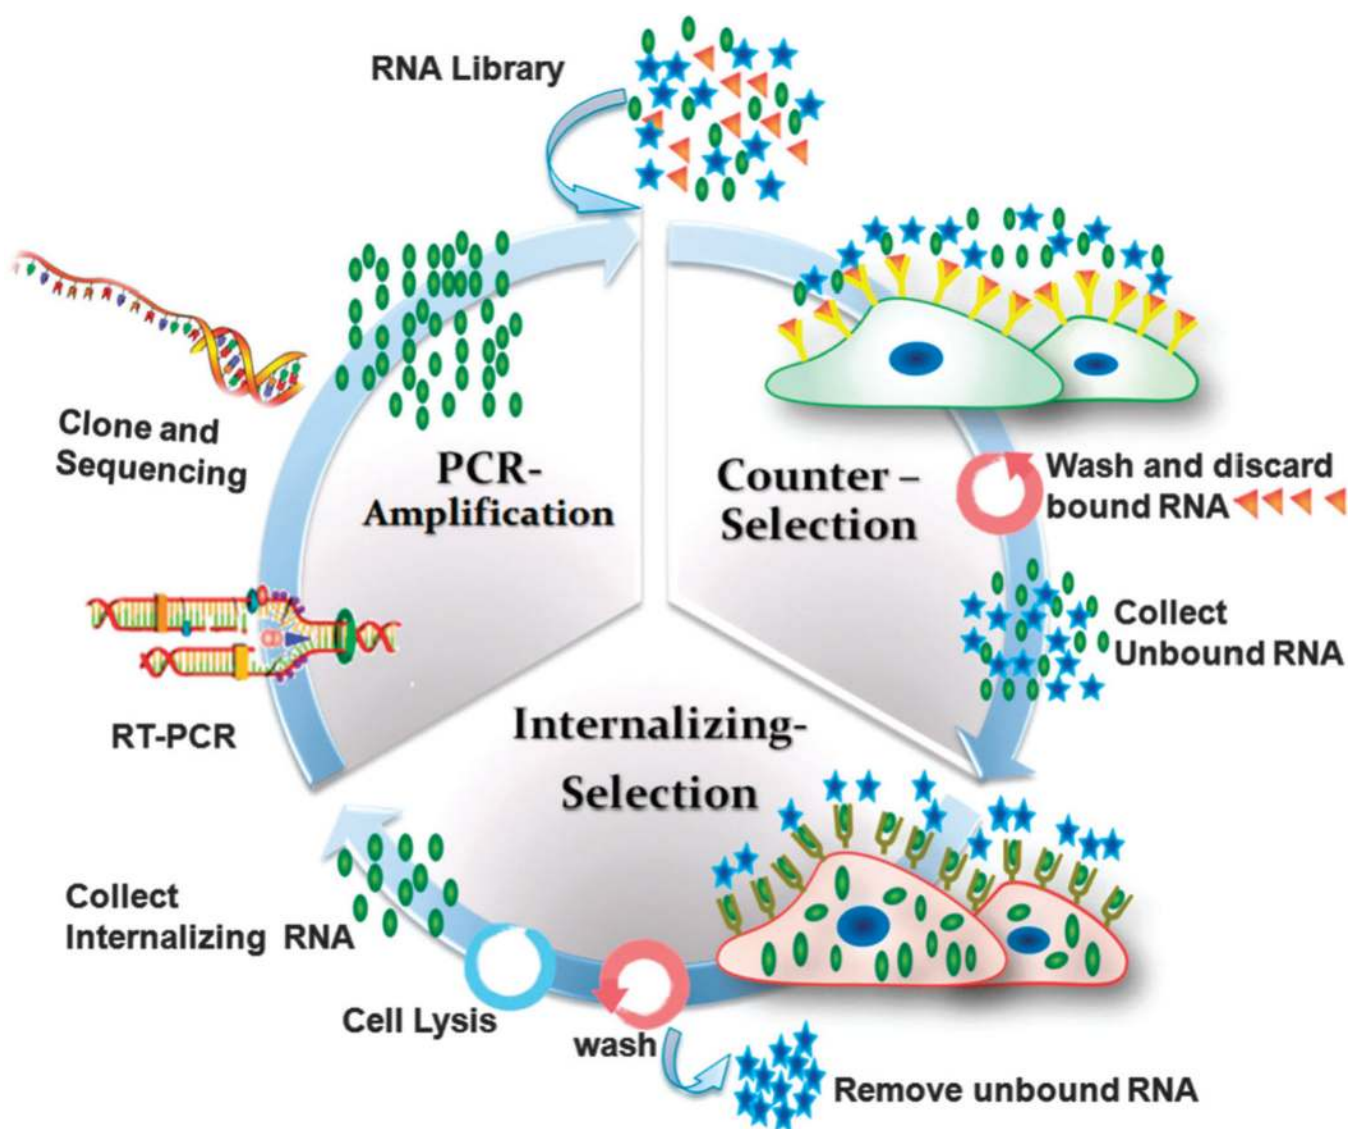 RNA Library
Clone and
Sequencing
PCR-
Amplification
Counter –
Selection
Wash and discard
bound RNA
Collect
Unbound RNA
RT-PCR
Internalizing-
Selection
Collect
Internalizing RNA
Cell Lysis
wash
Remove unbound RNA